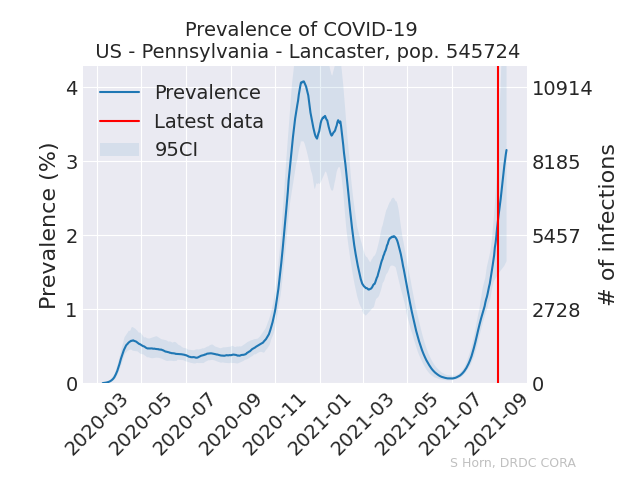 Prevalence of COVID-19
US - Pennsylvania - Lancaster, pop. 545724
Prevalence
Latest data
95CI
Prevalence (%)
4
3
2
1
0
10914
8185
5457
2728
0
# of infections
2020-03
2020-05
2020-07
2020-09
2020-11
2021-01
2021-03
2021-05
2021-07
2021-09
S Horn, DRDC CORA